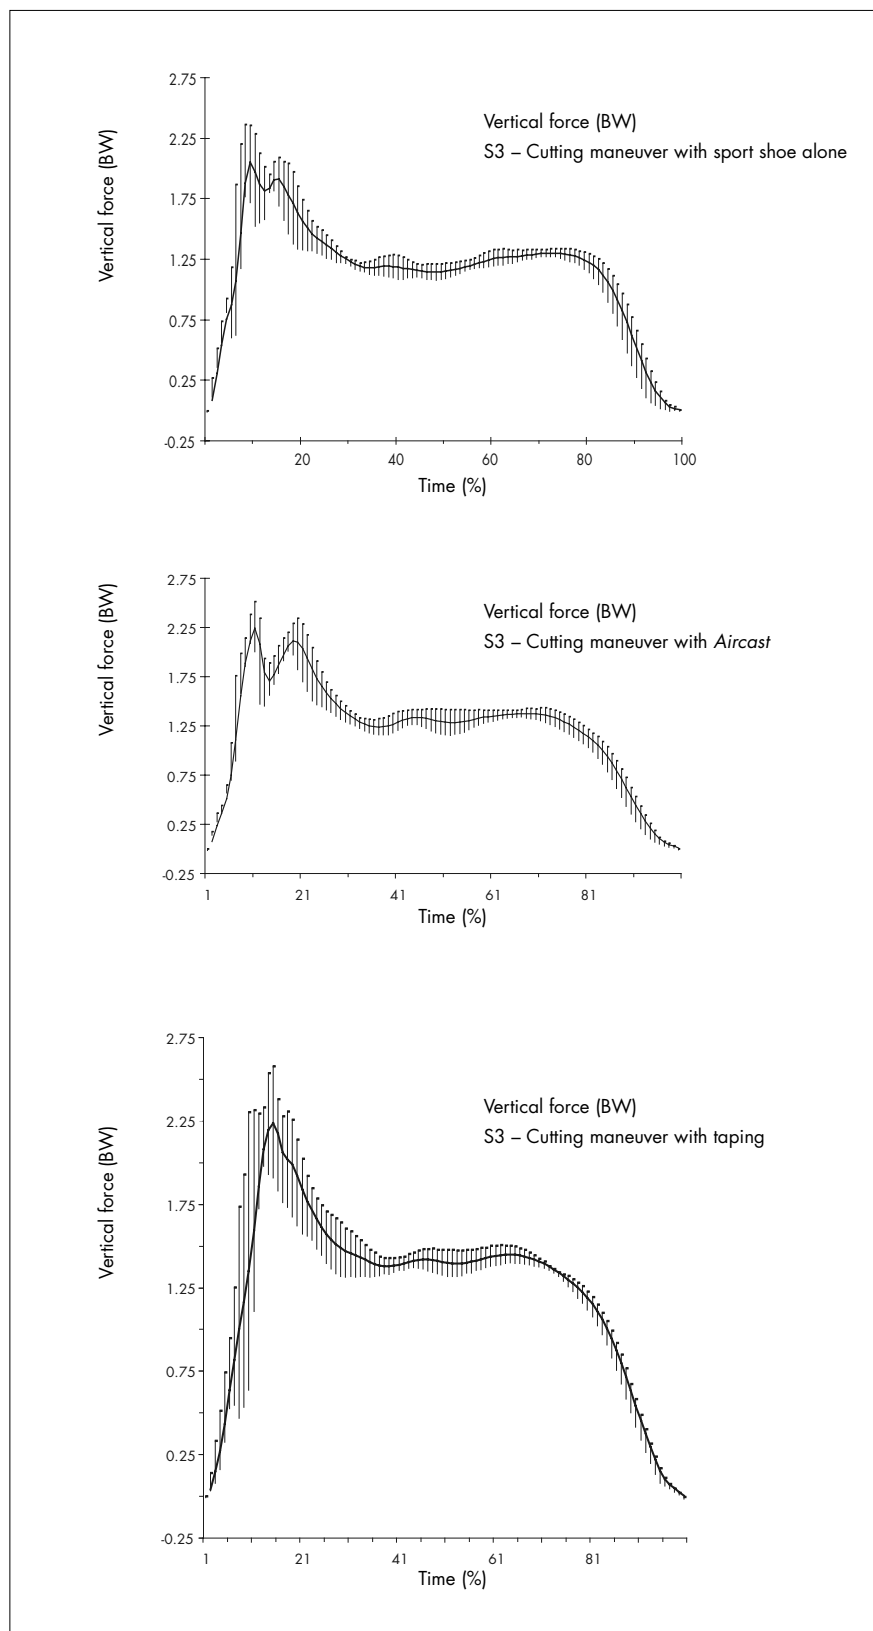 2.75
2.25
1.75
1.25
0.75
0.25
-0.25
Vertical force (BW)
Vertical force (BW)
S3 – Cutting maneuver with sport shoe alone
20 40 60 80 100
Time (%)
2.75
2.25
1.75
1.25
0.75
0.25
-0.25
Vertical force (BW)
Vertical force (BW)
S3 – Cutting maneuver with Aircast
1 21 41 61 81
Time (%)
2.75
2.25
1.75
1.25
0.75
0.25
-0.25
Vertical force (BW)
Vertical force (BW)
S3 – Cutting maneuver with taping
1 21 41 61 81
Time (%)